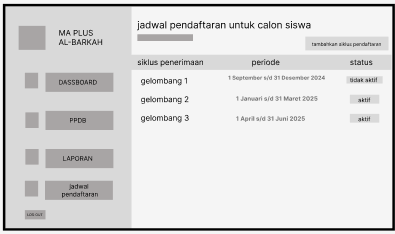 MA PLUS
AL-BARKAH
DASSBOARD
PPDB
LAPORAN
jadwal
pendaftaran
LOG OUT
jadwal pendaftaran untuk calon siswa
tambahkan siklus pendaftaran
siklus penerimaan periode status
gelombang 1 1 September s/d 31 Desember 2024 tidak aktif
gelombang 2 1 Januari s/d 31 Maret 2025 aktif
gelombang 3 1 April s/d 31 Juni 2025 aktif